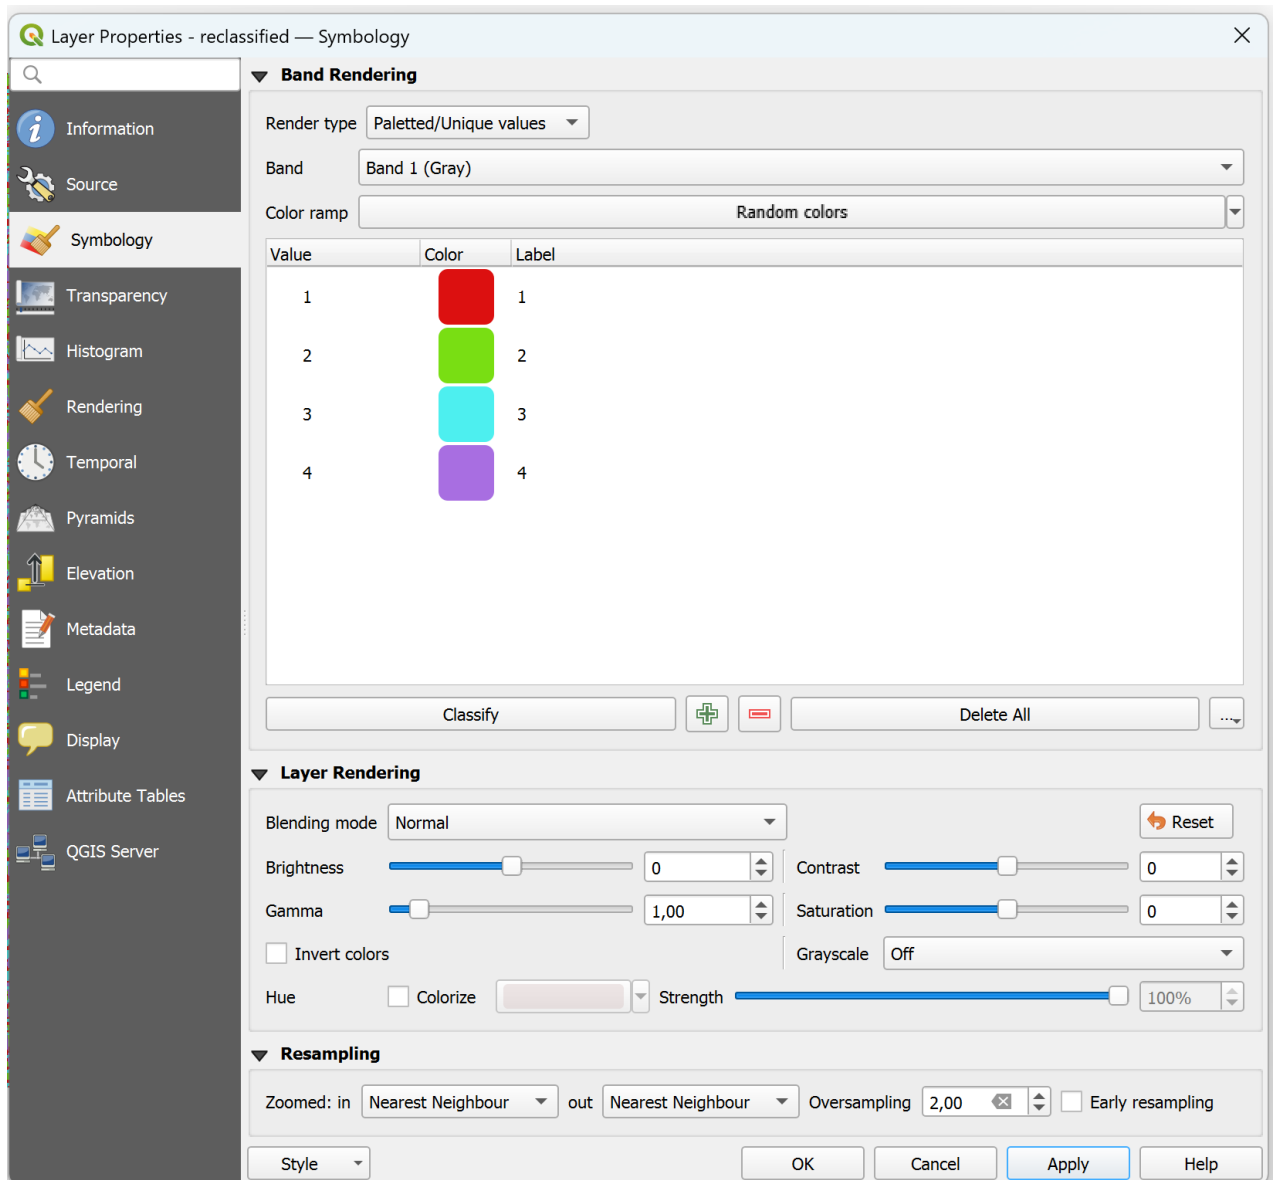 Layer Properties - reclassified — Symbology
Information
Source
Symbology
Transparency
Histogram
Rendering
Temporal
Pyramids
Elevation
Metadata
Legend
Display
Attribute Tables
QGIS Server
Band Rendering
Render type Paletted/Unique values
Band Band 1 (Gray)
Color ramp Random colors
Value Color Label
1 1
2 2
3 3
4 4
Classify Delete All ...
Layer Rendering
Blending mode Normal Reset
Brightness 0 Contrast 0
Gamma 1,00 Saturation 0
Invert colors Grayscale Off
Hue Colorize Strength 100%
Resampling
Zoomed: in Nearest Neighbour out Nearest Neighbour Oversampling 2,00 Early resampling
Style OK Cancel Apply Help